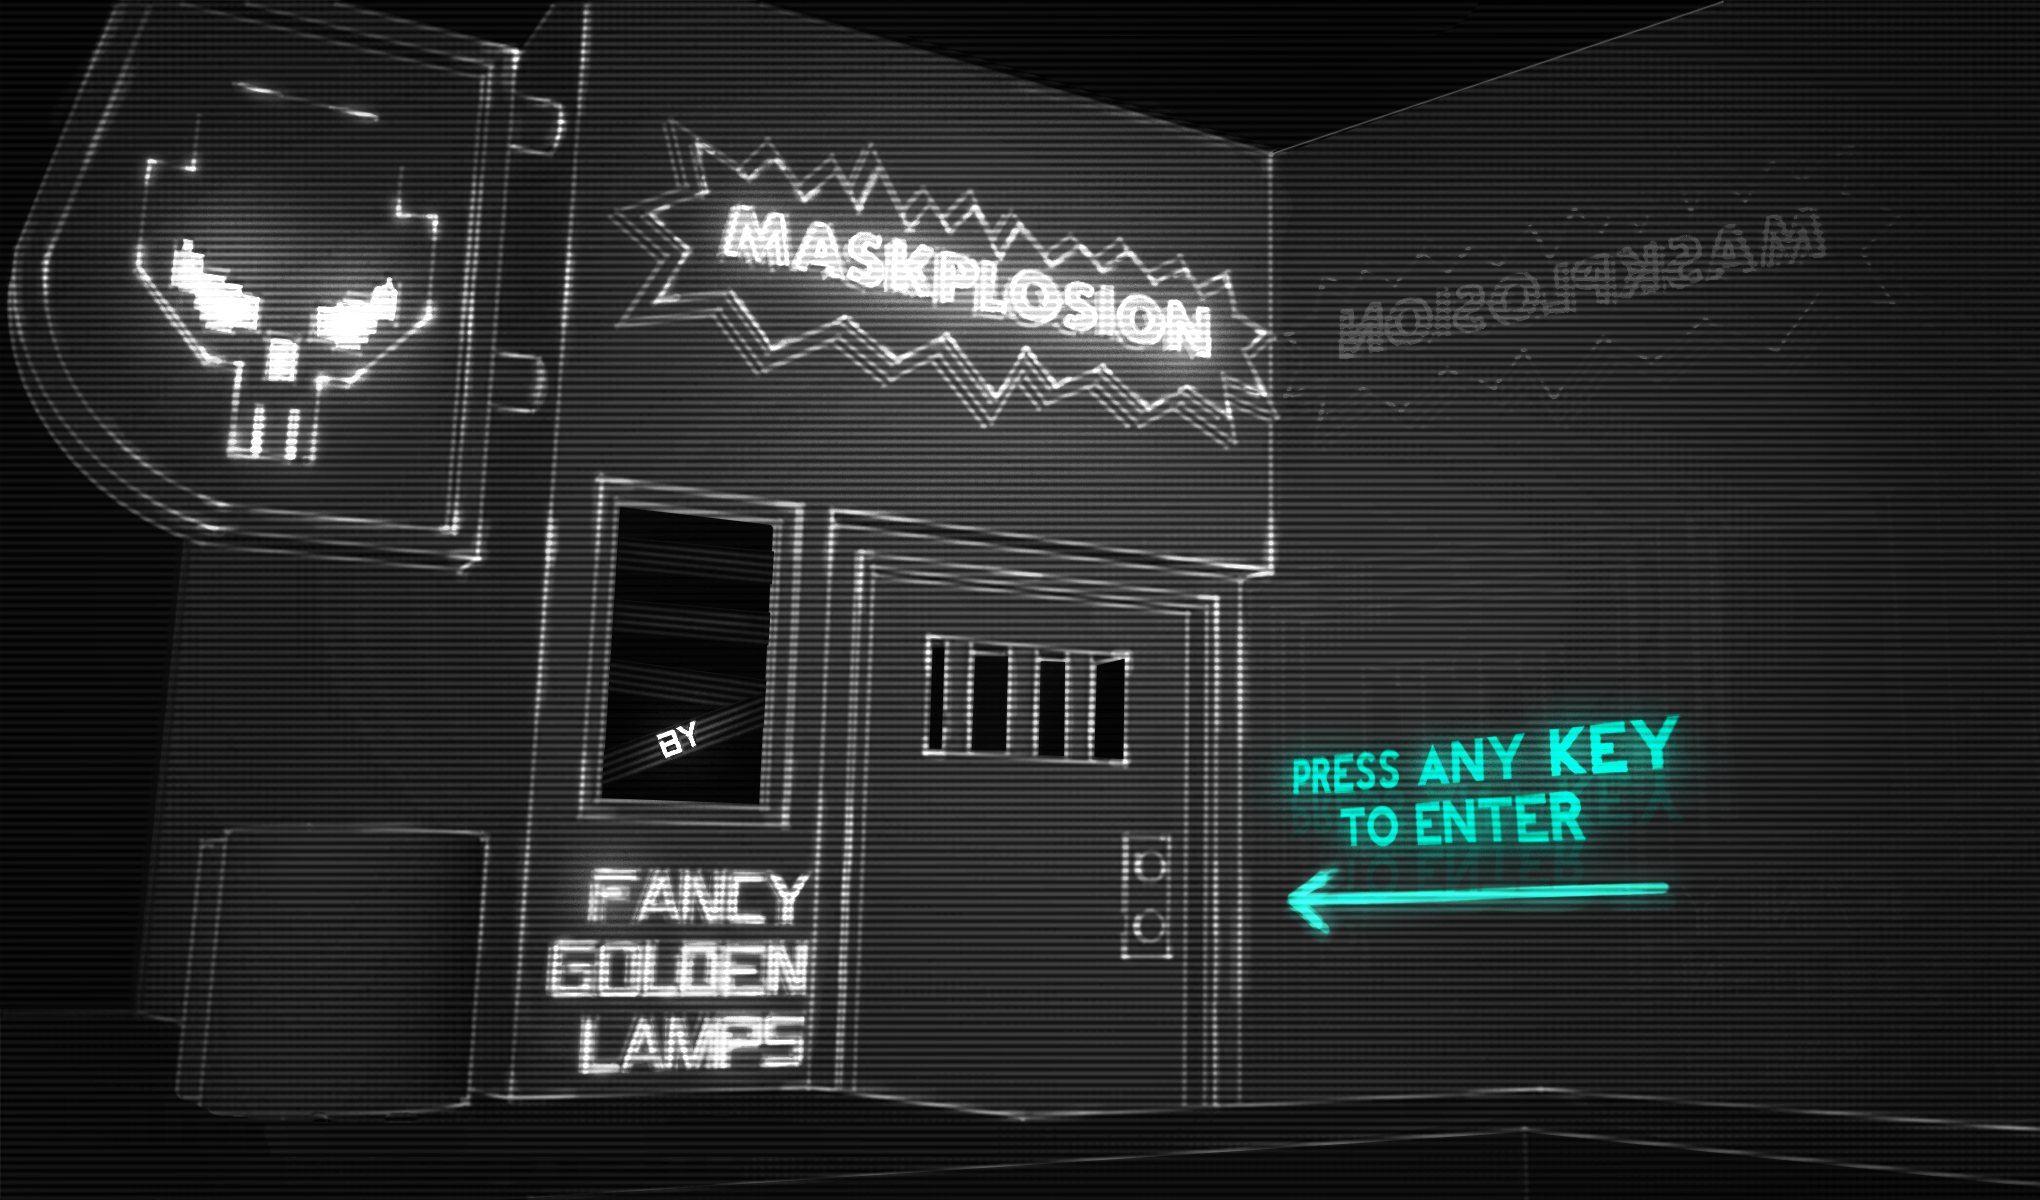 MASKPLOSION
BY
FANCY
GOLDEN
LAMPS
PRESS ANY KEY
TO ENTER